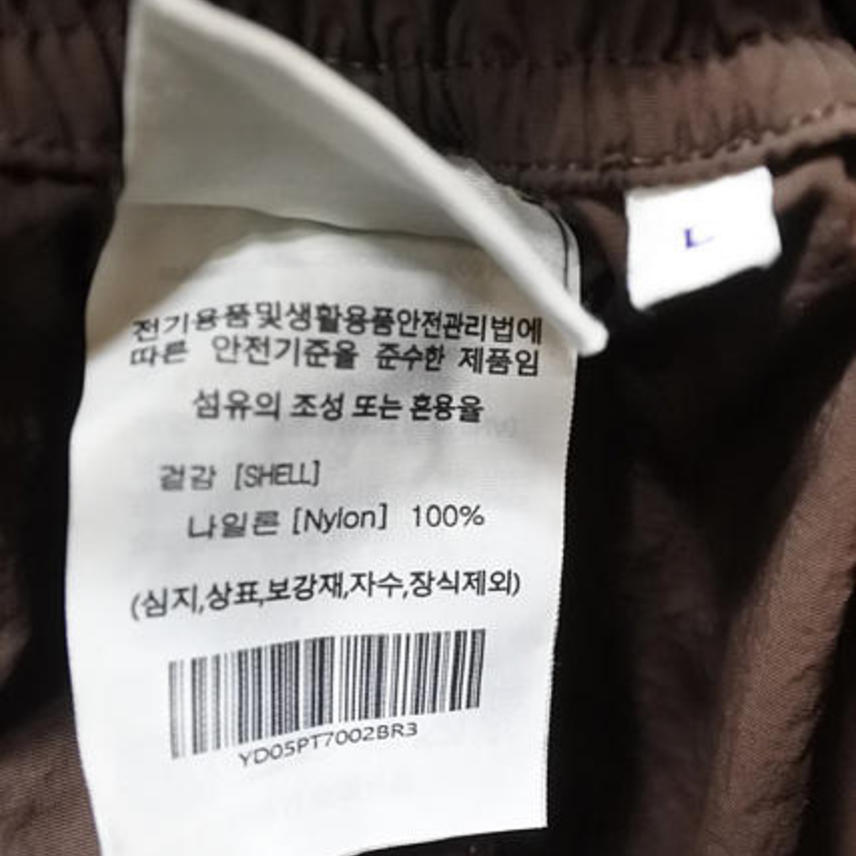 전기용품및생활용품안전관리법에
따른 안전기준을 준수한 제품임
섬유의 조성 또는 혼용율
겉감 [SHELL]
나일론 [Nylon] 100%
(심지,상표,보강재,자수,장식제외)
YD05PT7002BR3
L